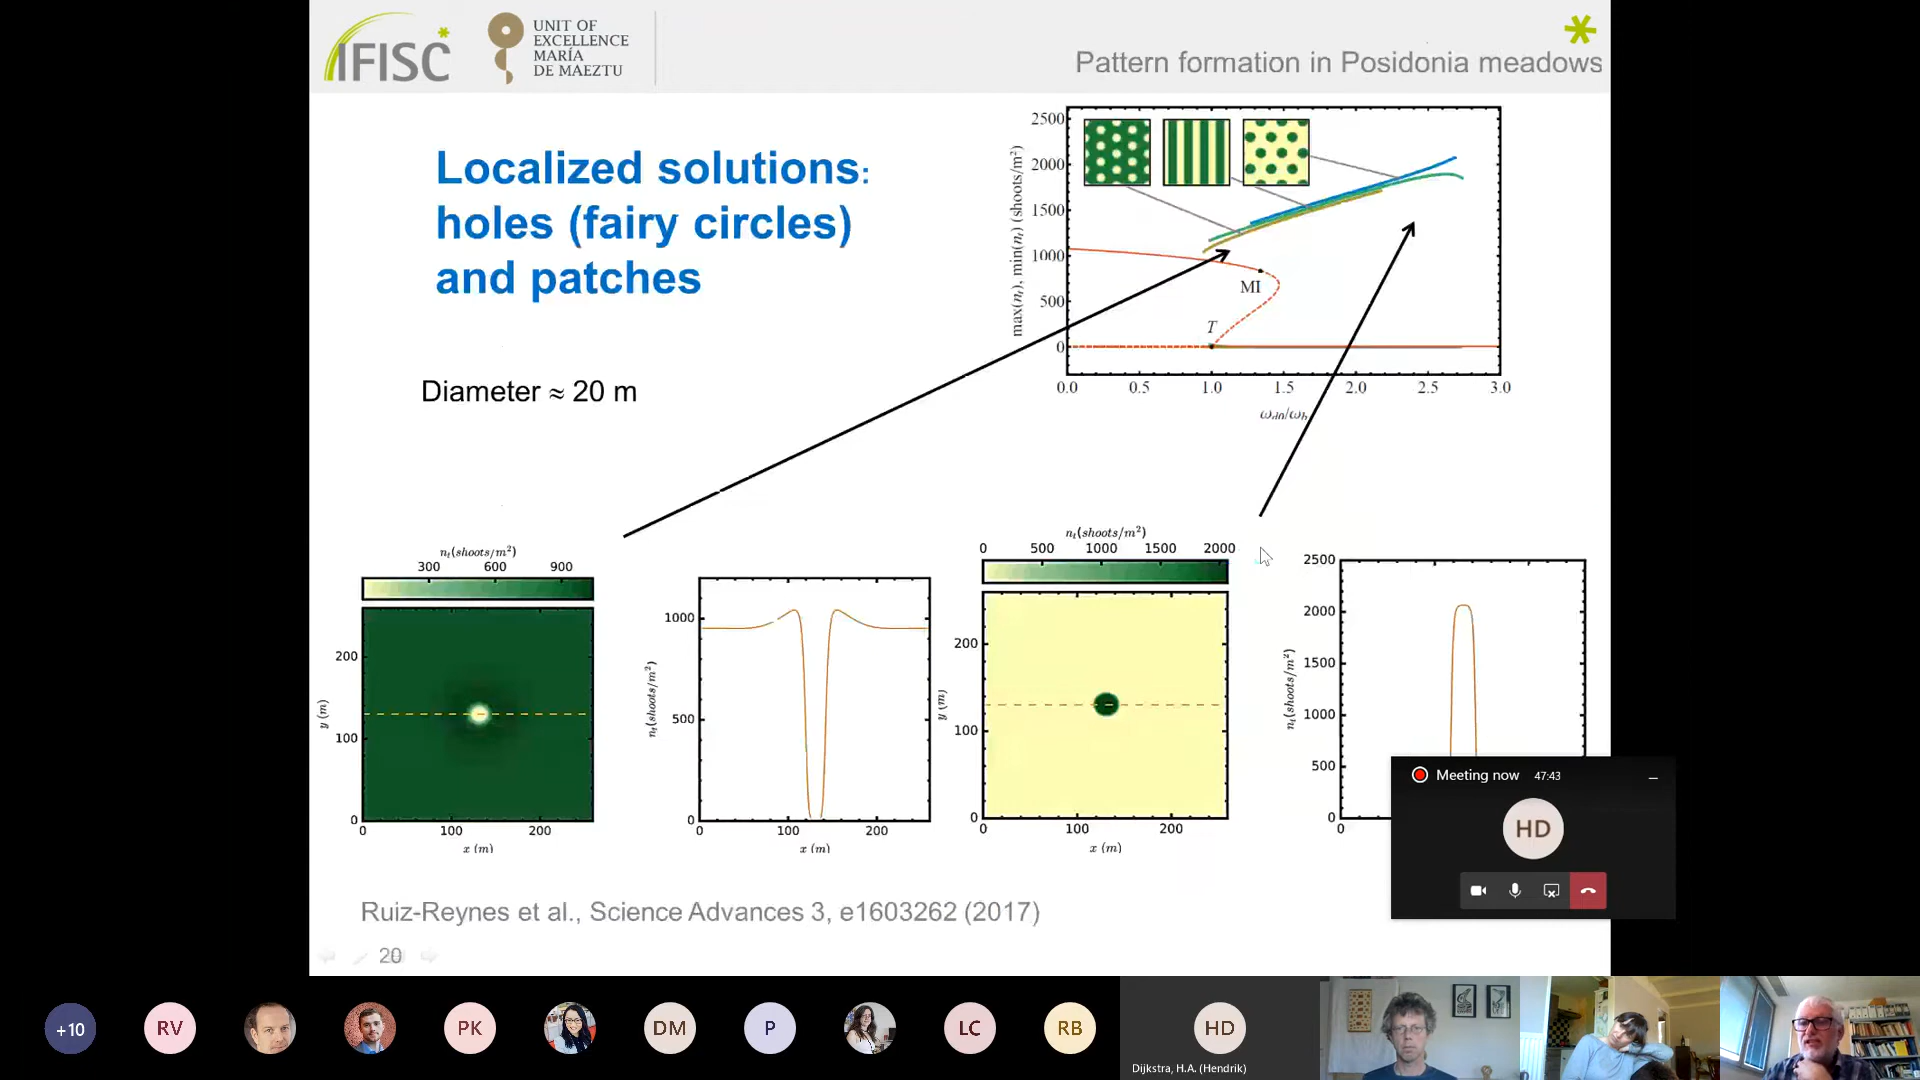 IFISC
UNIT OF
EXCELLENCE
MARÍA
DE MAEZTU
Pattern formation in Posidonia meadows
Localized solutions:
holes (fairy circles)
and patches
Diameter ≈ 20 m
max(nₜ), min(nₜ) (shoots/m²)
2500
2000
1500
1000
500
0
MI
T
0.0 0.5 1.0 1.5 2.0 2.5 3.0
ω_d0/ω_b
nₜ(shoots/m²)
300 600 900
y (m)
200
100
0
0 100 200
x (m)
nₜ(shoots/m²)
1000
500
0 100 200
x (m)
nₜ(shoots/m²)
0 500 1000 1500 2000
y (m)
200
100
0
0 100 200
x (m)
nₜ(shoots/m²)
2500
2000
1500
1000
500
0
0
Meeting now 47:43
HD
Ruiz-Reynes et al., Science Advances 3, e1603262 (2017)
20
+10 RV PK DM P LC RB HD
Dijkstra, H.A. (Hendrik)